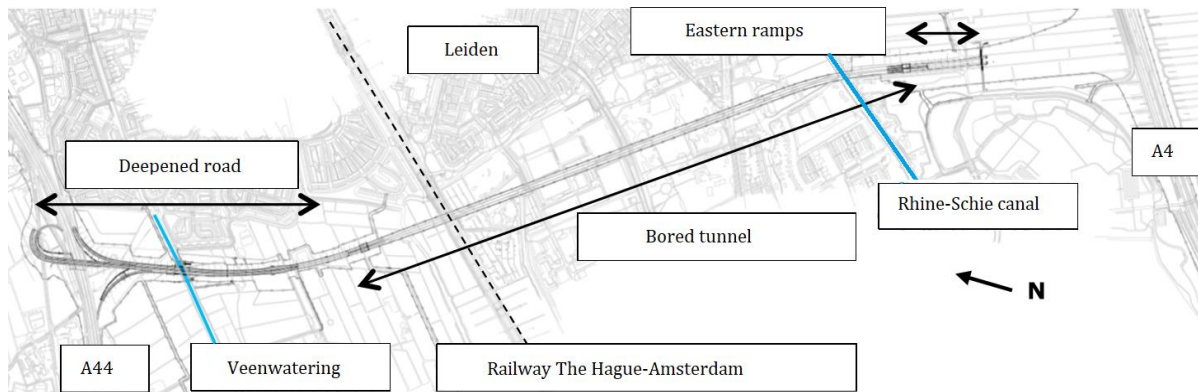 Eastern ramps
Leiden
A4
Deepened road
Rhine-Schie canal
Bored tunnel
N
A44
Veenwatering
Railway The Hague-Amsterdam